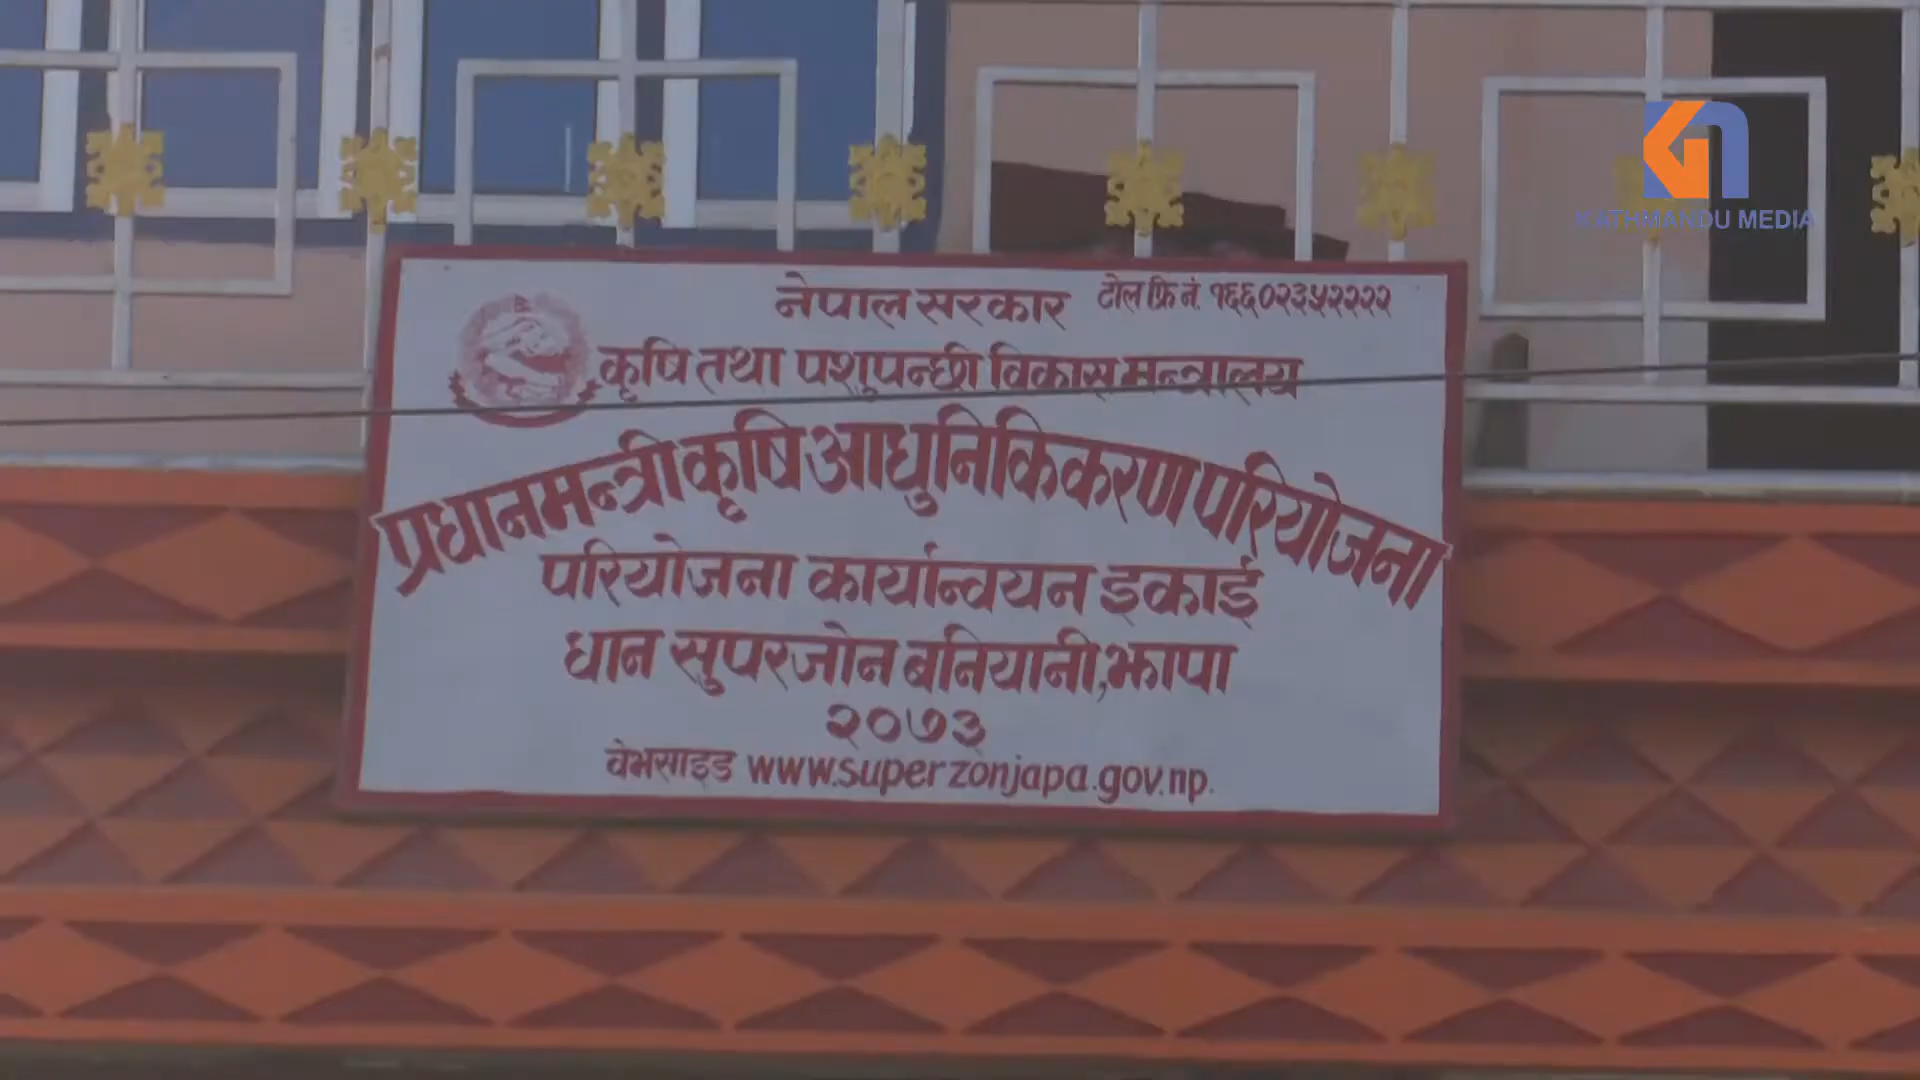 KATHMANDU MEDIA
नेपाल सरकार
टोल फ्रि नं. १६६०२३५२२२२
कृषि तथा पशुपन्छी विकास मन्त्रालय
प्रधानमन्त्री कृषि आधुनिकिकरण परियोजना
परियोजना कार्यान्वयन इकाई
धान सुपरजोन बनियानी, झापा
२०७३
वेभसाइड www.superzonjapa.gov.np.